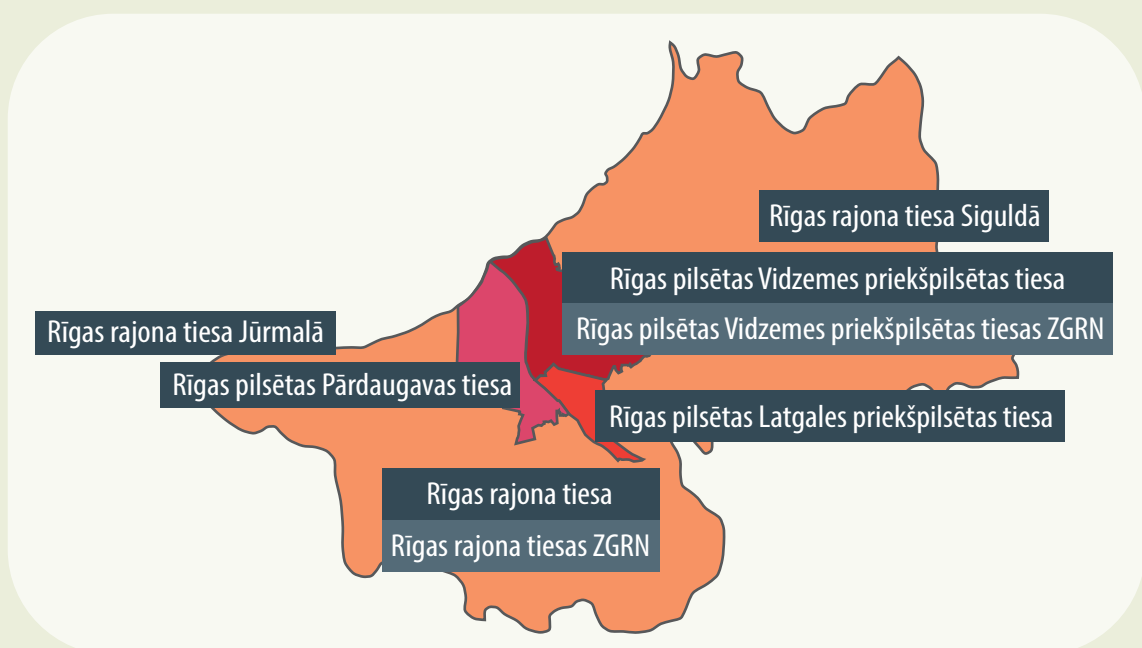 Rīgas rajona tiesa Siguldā
Rīgas pilsētas Vidzemes priekšpilsētas tiesa
Rīgas pilsētas Vidzemes priekšpilsētas tiesas ZGRN
Rīgas rajona tiesa Jūrmalā
Rīgas pilsētas Pārdaugavas tiesa
Rīgas pilsētas Latgales priekšpilsētas tiesa
Rīgas rajona tiesa
Rīgas rajona tiesas ZGRN